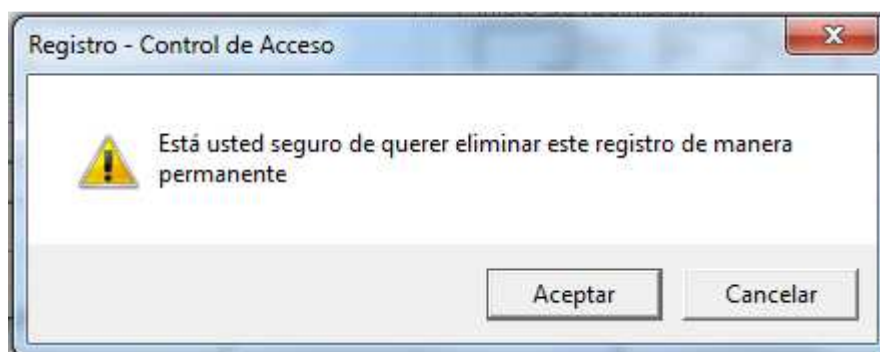 Registro - Control de Acceso
Está usted seguro de querer eliminar este registro de manera
permanente
Aceptar
Cancelar